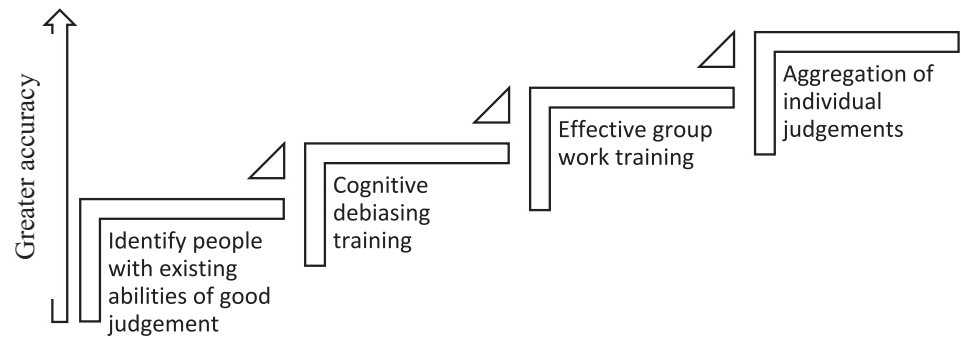 Greater accuracy
Identify people
with existing
abilities of good
judgement
Cognitive
debiasing
training
Effective group
work training
Aggregation of
individual
judgements